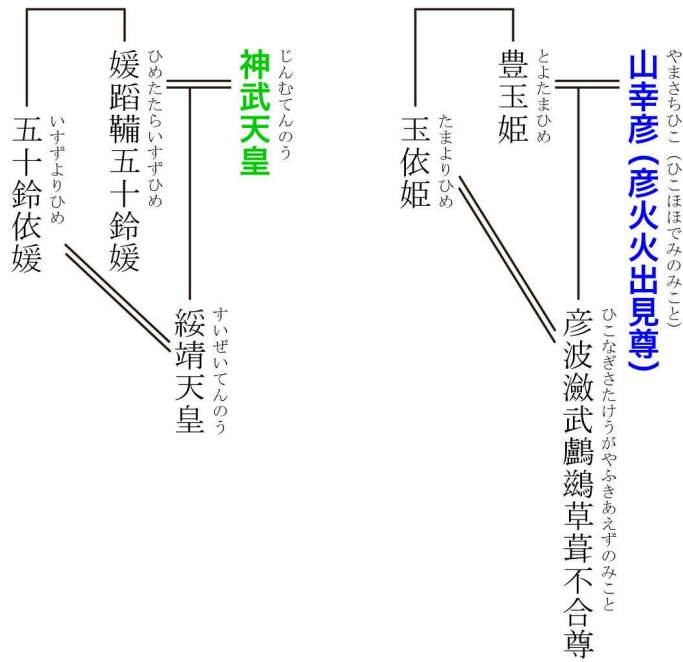 やまさちひこ（ひこほほでみのみこと）
山幸彦（彦火火出見尊）
とよたまひめ
豊玉姫
たまよりひめ
玉依姫
ひこなぎさたけうがやふきあえずのみこと
彦波瀲武鸕鶿草葺不合尊
じんむてんのう
神武天皇
ひめたたらいすずひめ
媛蹈鞴五十鈴媛
いすずよりひめ
五十鈴依媛
すいぜいてんのう
綏靖天皇